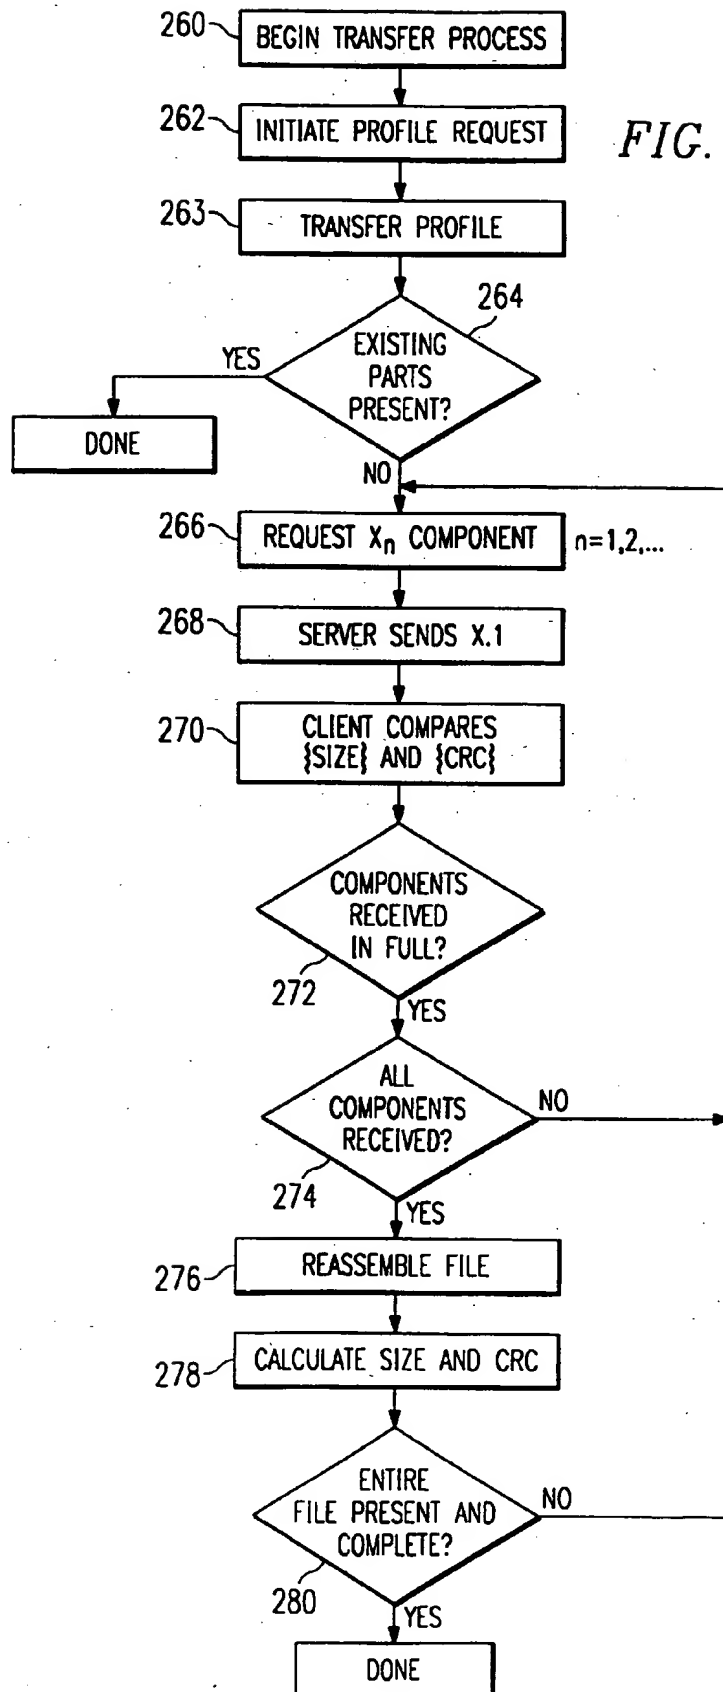 260
BEGIN TRANSFER PROCESS
262
INITIATE PROFILE REQUEST
FIG.
263
TRANSFER PROFILE
264
EXISTING
PARTS
PRESENT?
YES
DONE
NO
266
REQUEST Xn COMPONENT
n=1,2,...
268
SERVER SENDS X.1
270
CLIENT COMPARES
{SIZE} AND {CRC}
COMPONENTS
RECEIVED
IN FULL?
272
YES
ALL
COMPONENTS
RECEIVED?
NO
274
YES
276
REASSEMBLE FILE
278
CALCULATE SIZE AND CRC
ENTIRE
FILE PRESENT AND
COMPLETE?
NO
280
YES
DONE